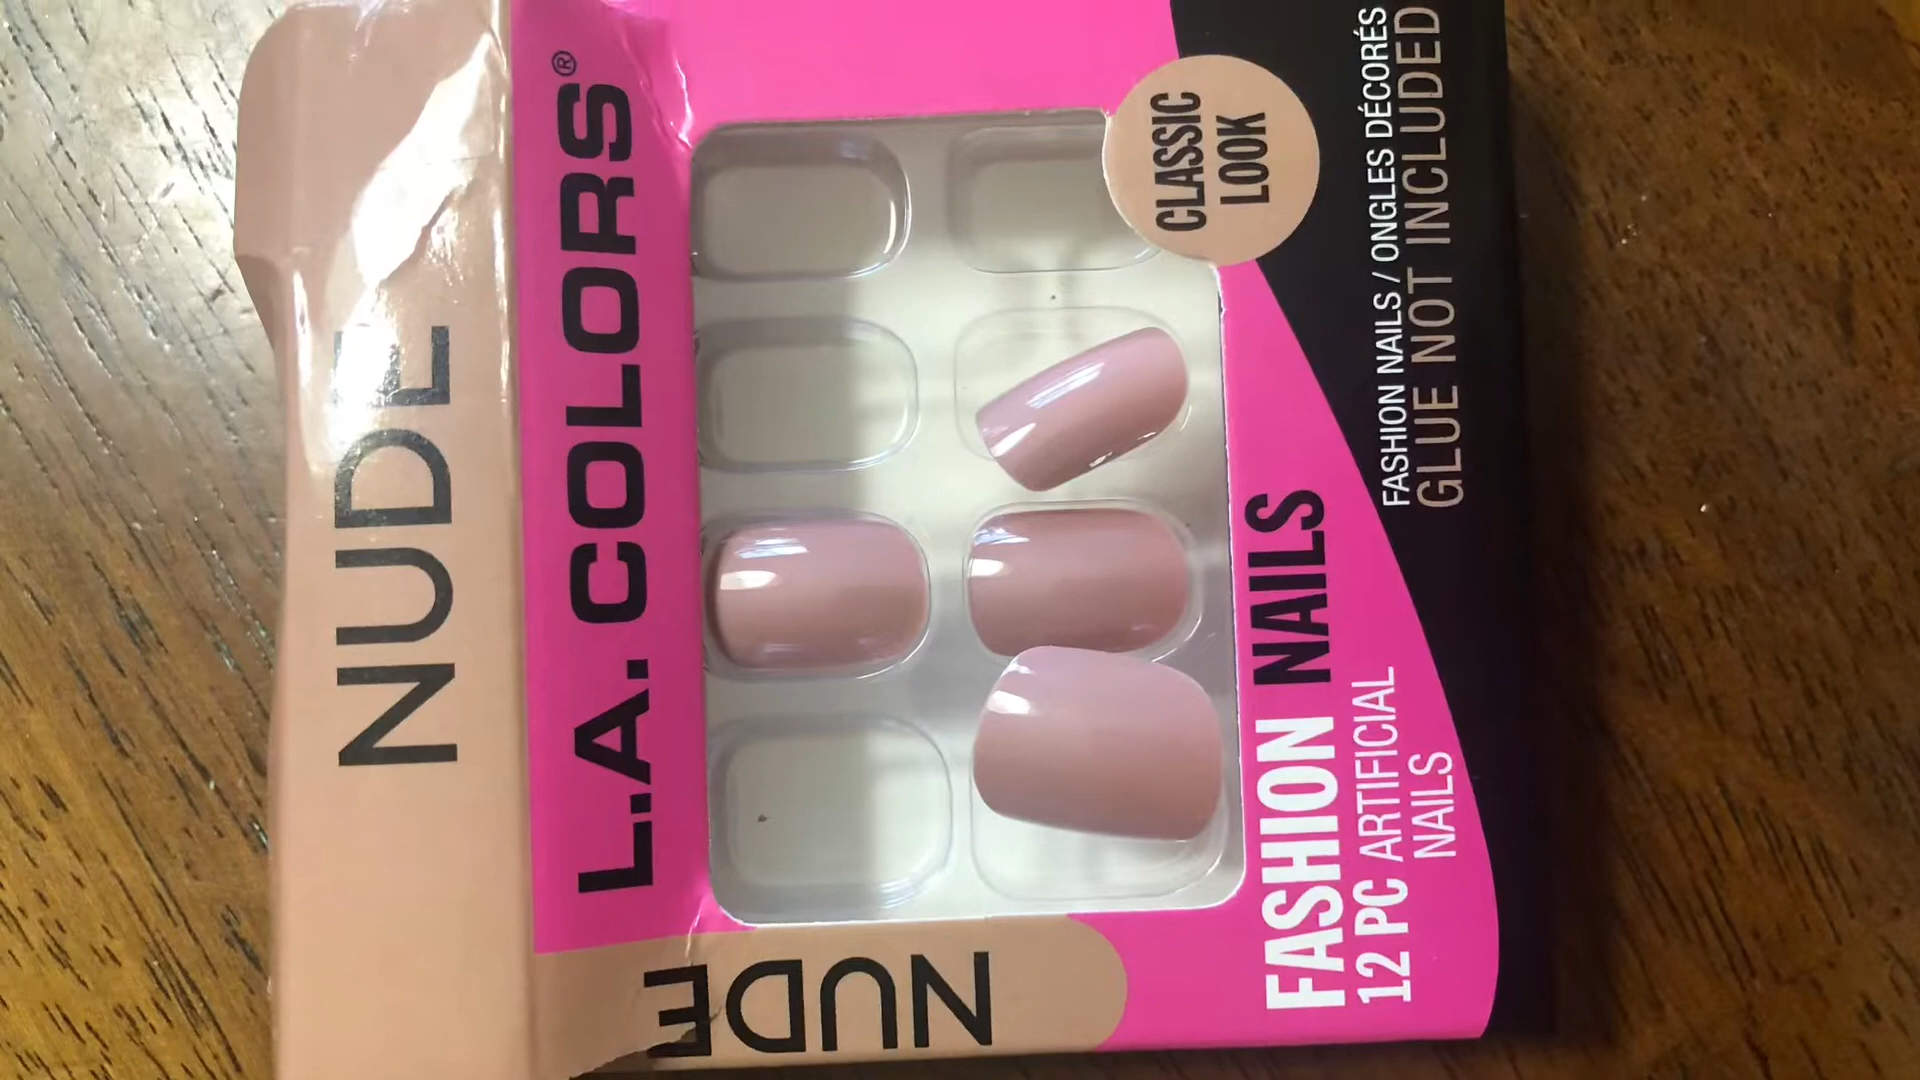 NUDE
L.A. COLORS®
CLASSIC
LOOK
FASHION NAILS
12 PC ARTIFICIAL
NAILS
FASHION NAILS / ONGLES DÉCORÉS
GLUE NOT INCLUDED
NUDE